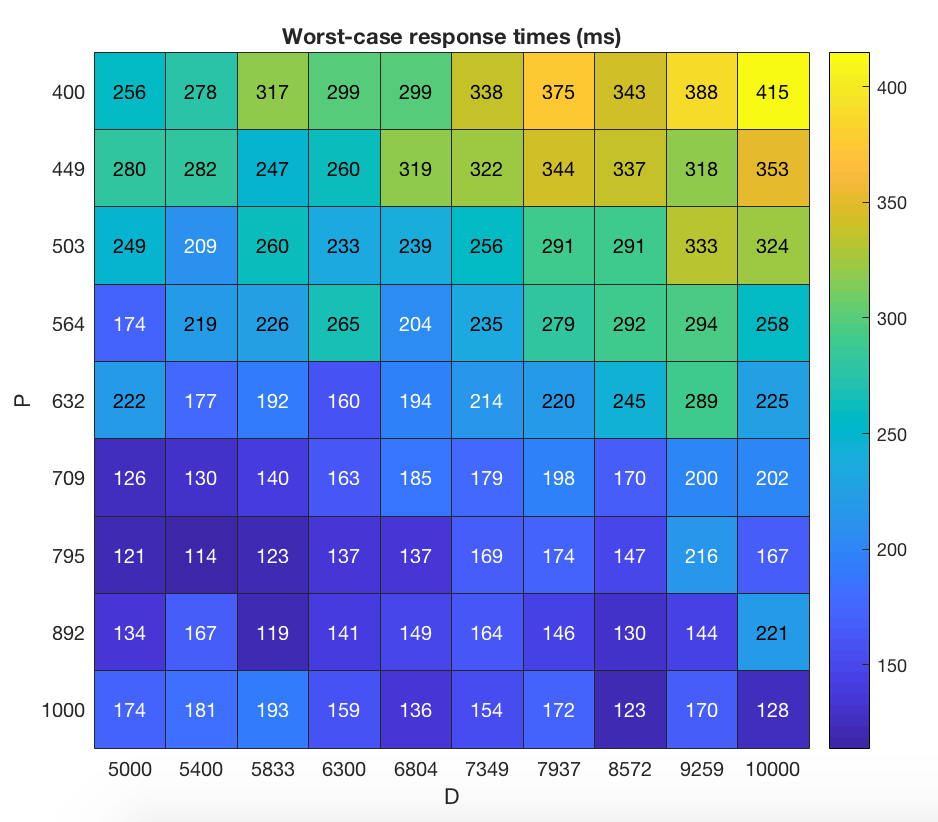 Worst-case response times (ms)
400 256 278 317 299 299 338 375 343 388 415 400
449 280 282 247 260 319 322 344 337 318 353 350
503 249 209 260 233 239 256 291 291 333 324
564 174 219 226 265 204 235 279 292 294 258 300
P 632 222 177 192 160 194 214 220 245 289 225 250
709 126 130 140 163 185 179 198 170 200 202
795 121 114 123 137 137 169 174 147 216 167 200
892 134 167 119 141 149 164 146 130 144 221 150
1000 174 181 193 159 136 154 172 123 170 128
5000 5400 5833 6300 6804 7349 7937 8572 9259 10000
D